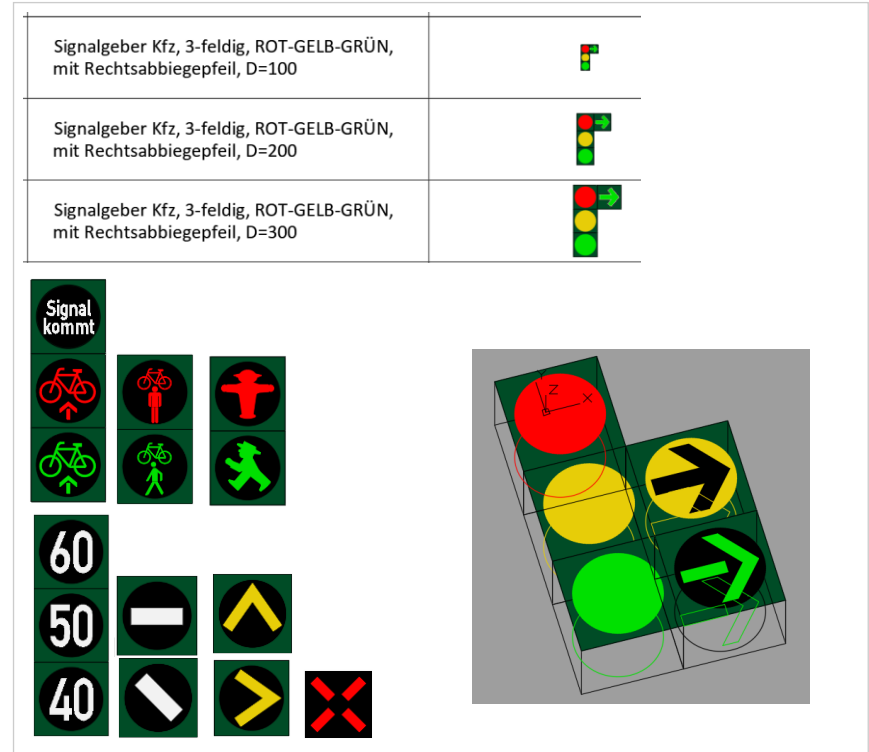 Signalgeber Kfz, 3-feldig, ROT-GELB-GRÜN,
mit Rechtsabbiegepfeil, D=100
Signalgeber Kfz, 3-feldig, ROT-GELB-GRÜN,
mit Rechtsabbiegepfeil, D=200
Signalgeber Kfz, 3-feldig, ROT-GELB-GRÜN,
mit Rechtsabbiegepfeil, D=300
Signal
kommt
Z
X
60
50
40